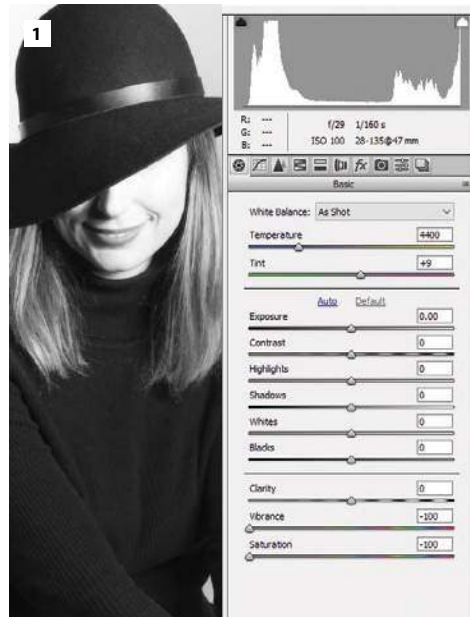 1
R: ---
G: ---
B: ---
f/29 1/160 s
ISO 100 28-135@47 mm
fx
Basic
White Balance: As Shot
Temperature 4400
Tint +9
Auto Default
Exposure 0.00
Contrast 0
Highlights 0
Shadows 0
Whites 0
Blacks 0
Clarity 0
Vibrance -100
Saturation -100